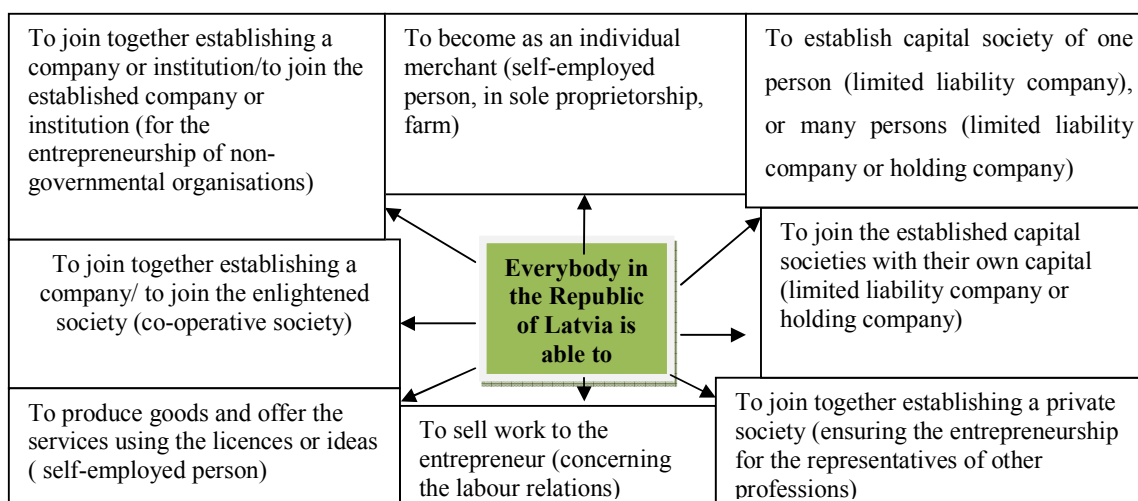 To join together establishing a
company or institution/to join the
established company or
institution (for the
entrepreneurship of non-
governmental organisations)
To become as an individual
merchant (self-employed
person, in sole proprietorship,
farm)
To establish capital society of one
person (limited liability company),
or many persons (limited liability
company or holding company)
To join together establishing a
company/ to join the enlightened
society (co-operative society)
Everybody in
the Republic
of Latvia is
able to
To join the established capital
societies with their own capital
(limited liability company or
holding company)
To produce goods and offer the
services using the licences or ideas
( self-employed person)
To sell work to the
entrepreneur (concerning
the labour relations)
To join together establishing a private
society (ensuring the entrepreneurship
for the representatives of other
professions)